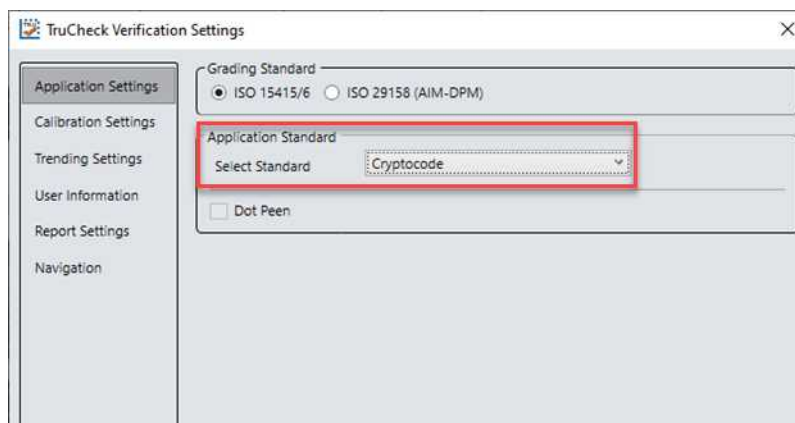 TruCheck Verification Settings
Application Settings
Calibration Settings
Trending Settings
User Information
Report Settings
Navigation
Grading Standard
ISO 15415/6 ISO 29158 (AIM-DPM)
Application Standard
Select Standard Cryptocode
Dot Peen